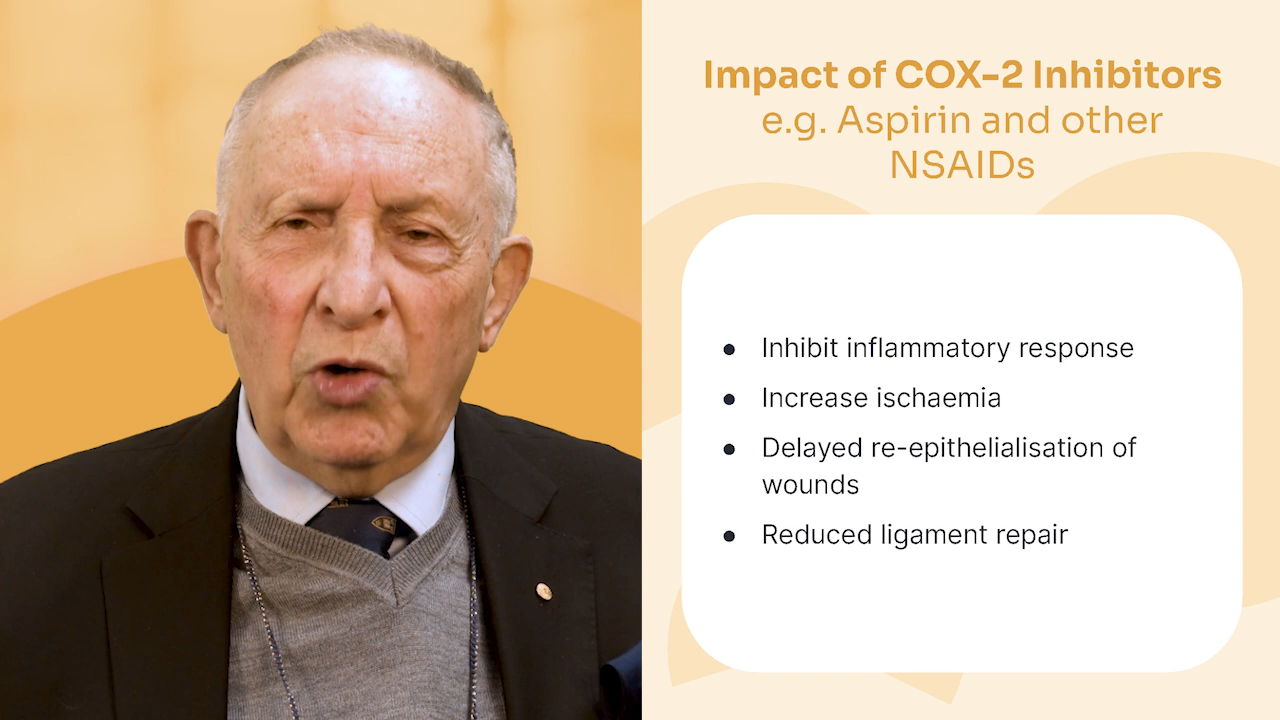 Impact of COX-2 Inhibitors
e.g. Aspirin and other
NSAIDs
● Inhibit inflammatory response
● Increase ischaemia
● Delayed re-epithelialisation of
wounds
● Reduced ligament repair